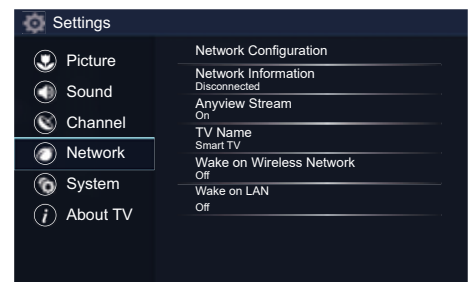 Settings
Picture
Sound
Channel
Network
System
About TV
Network Configuration
Network Information
Disconnected
Anyview Stream
On
TV Name
Smart TV
Wake on Wireless Network
Off
Wake on LAN
Off